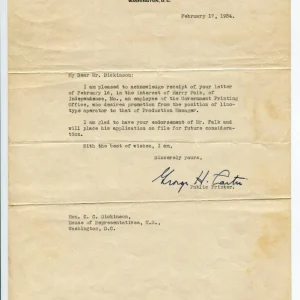 WASHINGTON, D.C.
February 17, 1934.
My Dear Mr. Dickinson:
I am pleased to acknowledge receipt of your letter
of February 16, in the interest of Harry Falk, of
Independence, Mo., an employee of the Government Printing
Office, who desires promotion from the position of lino-
type operator to that of Production Manager.
I am glad to have your endorsement of Mr. Falk and
will place his application on file for future consider-
ation.
With the best of wishes, I am,
Sincerely yours,
George H. Carter
Public Printer.
Hon. C. C. Dickinson,
House of Representatives, U.S.,
Washington, D.C.